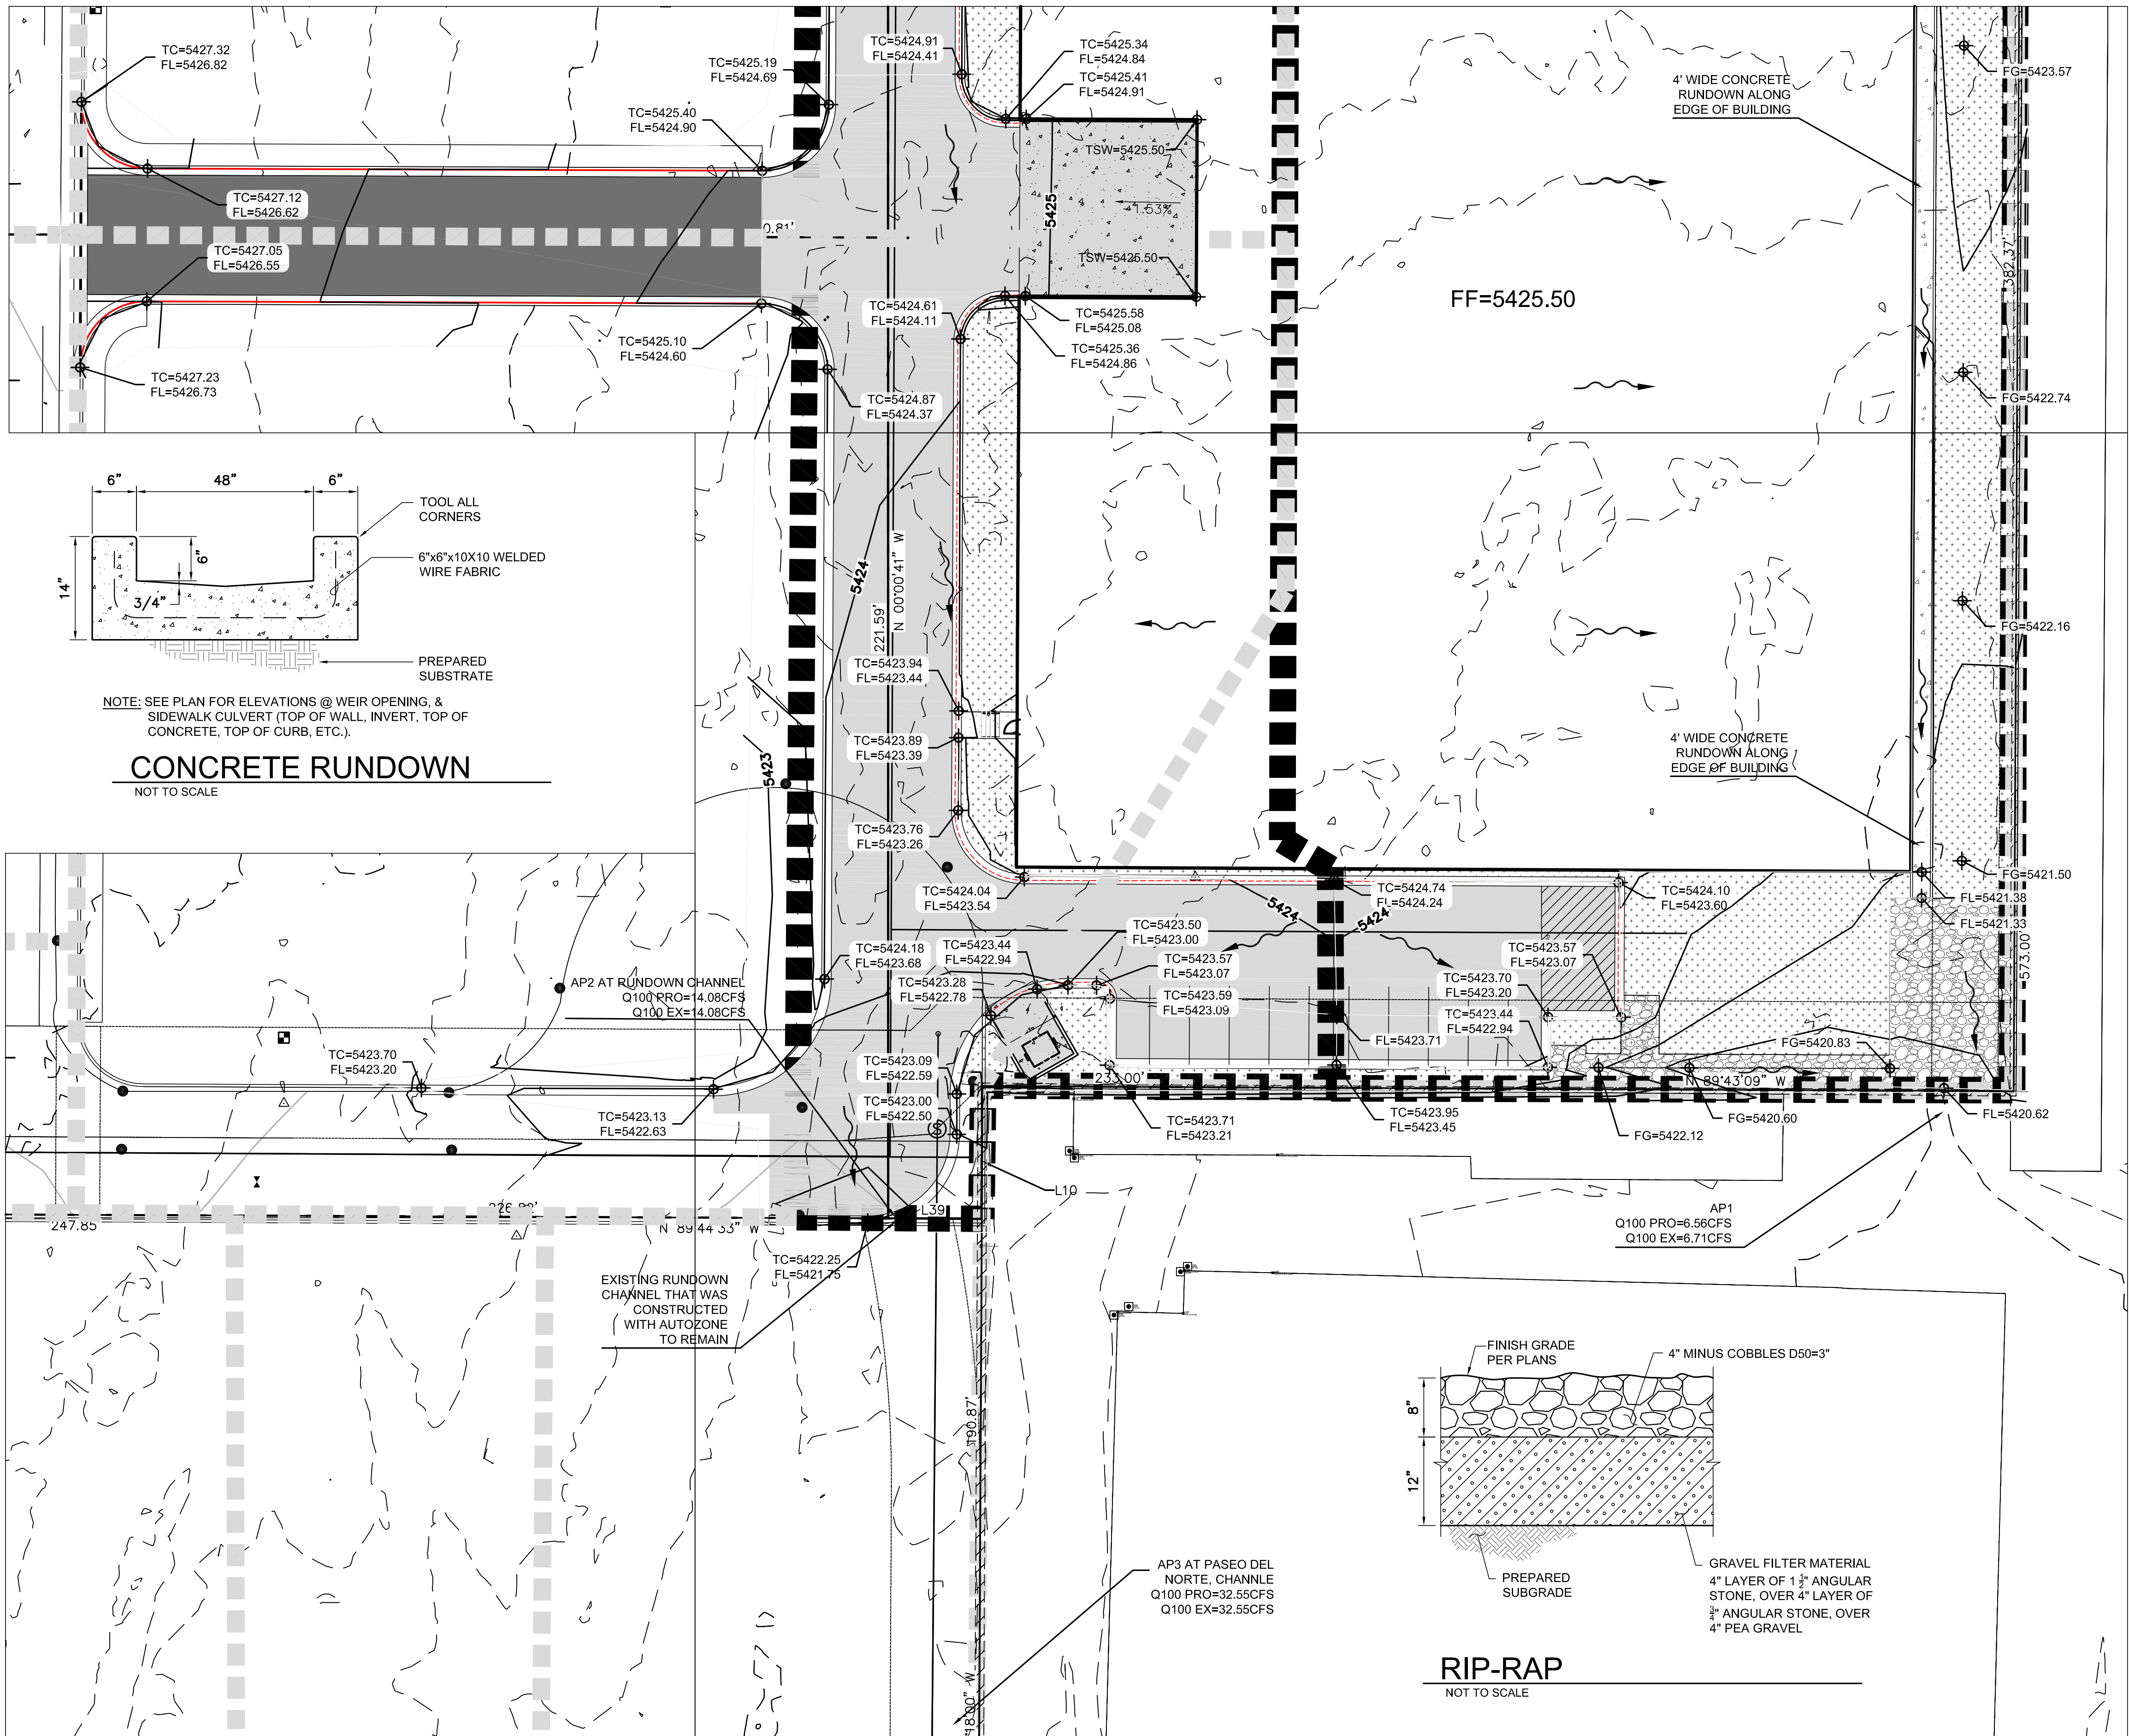 TC=5427.32
FL=5426.82
TC=5425.19
FL=5424.69
TC=5424.91
FL=5424.41
TC=5425.34
FL=5424.84
TC=5425.41
FL=5424.91
4' WIDE CONCRETE
RUNDOWN ALONG
EDGE OF BUILDING
FG=5423.57
TC=5425.40
FL=5424.90
TSW=5425.50
TC=5427.12
FL=5426.62
5425
1.53%
0.81'
TC=5427.05
FL=5426.55
TSW=5425.50
382.37'
FF=5425.50
TC=5424.61
FL=5424.11
TC=5425.58
FL=5425.08
TC=5425.10
FL=5424.60
TC=5425.36
FL=5424.86
TC=5427.23
FL=5426.73
TC=5424.87
FL=5424.37
FG=5422.74
6"
48"
6"
TOOL ALL
CORNERS
6"x6"x10X10 WELDED
WIRE FABRIC
14"
6"
3/4"
PREPARED
SUBSTRATE
NOTE: SEE PLAN FOR ELEVATIONS @ WEIR OPENING, &
SIDEWALK CULVERT (TOP OF WALL, INVERT, TOP OF
CONCRETE, TOP OF CURB, ETC.).
CONCRETE RUNDOWN
NOT TO SCALE
5424
221.59'
N 00°00'41" W
FG=5422.16
TC=5423.94
FL=5423.44
TC=5423.89
FL=5423.39
5423
4' WIDE CONCRETE
RUNDOWN ALONG
EDGE OF BUILDING
TC=5423.76
FL=5423.26
FG=5421.50
TC=5424.04
FL=5423.54
TC=5424.74
FL=5424.24
TC=5424.10
FL=5423.60
FL=5421.38
FL=5421.33
5424
5424
TC=5423.50
FL=5423.00
TC=5424.18
FL=5423.68
TC=5423.44
FL=5422.94
TC=5423.57
FL=5423.07
TC=5423.57
FL=5423.07
573.00'
AP2 AT RUNDOWN CHANNEL
Q100 PRO=14.08CFS
Q100 EX=14.08CFS
TC=5423.28
FL=5422.78
TC=5423.59
FL=5423.09
TC=5423.70
FL=5423.20
TC=5423.44
FL=5422.94
FL=5423.71
FG=5420.83
TC=5423.70
FL=5423.20
TC=5423.09
FL=5422.59
233.00'
N 89°43'09" W
TC=5423.13
FL=5422.63
TC=5423.00
FL=5422.50
TC=5423.71
FL=5423.21
TC=5423.95
FL=5423.45
FG=5422.12
FG=5420.60
FL=5420.62
S
L10
L39
247.85
N 89°44'33" W
AP1
Q100 PRO=6.56CFS
Q100 EX=6.71CFS
TC=5422.25
FL=5421.75
EXISTING RUNDOWN
CHANNEL THAT WAS
CONSTRUCTED
WITH AUTOZONE
TO REMAIN
190.87'
FINISH GRADE
PER PLANS
4" MINUS COBBLES D50=3"
8"
12"
PREPARED
SUBGRADE
GRAVEL FILTER MATERIAL
4" LAYER OF 1 1/2" ANGULAR
STONE, OVER 4" LAYER OF
3/4" ANGULAR STONE, OVER
4" PEA GRAVEL
AP3 AT PASEO DEL
NORTE, CHANNLE
Q100 PRO=32.55CFS
Q100 EX=32.55CFS
RIP-RAP
NOT TO SCALE